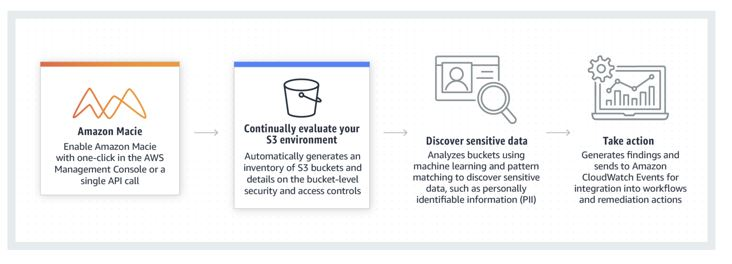 Amazon Macie
Enable Amazon Macie
with one-click in the AWS
Management Console or a
single API call
Continually evaluate your
S3 environment
Automatically generates an
inventory of S3 buckets and
details on the bucket-level
security and access controls
Discover sensitive data
Analyzes buckets using
machine learning and pattern
matching to discover sensitive
data, such as personally
identifiable information (PII)
Take action
Generates findings and
sends to Amazon
CloudWatch Events for
integration into workflows
and remediation actions